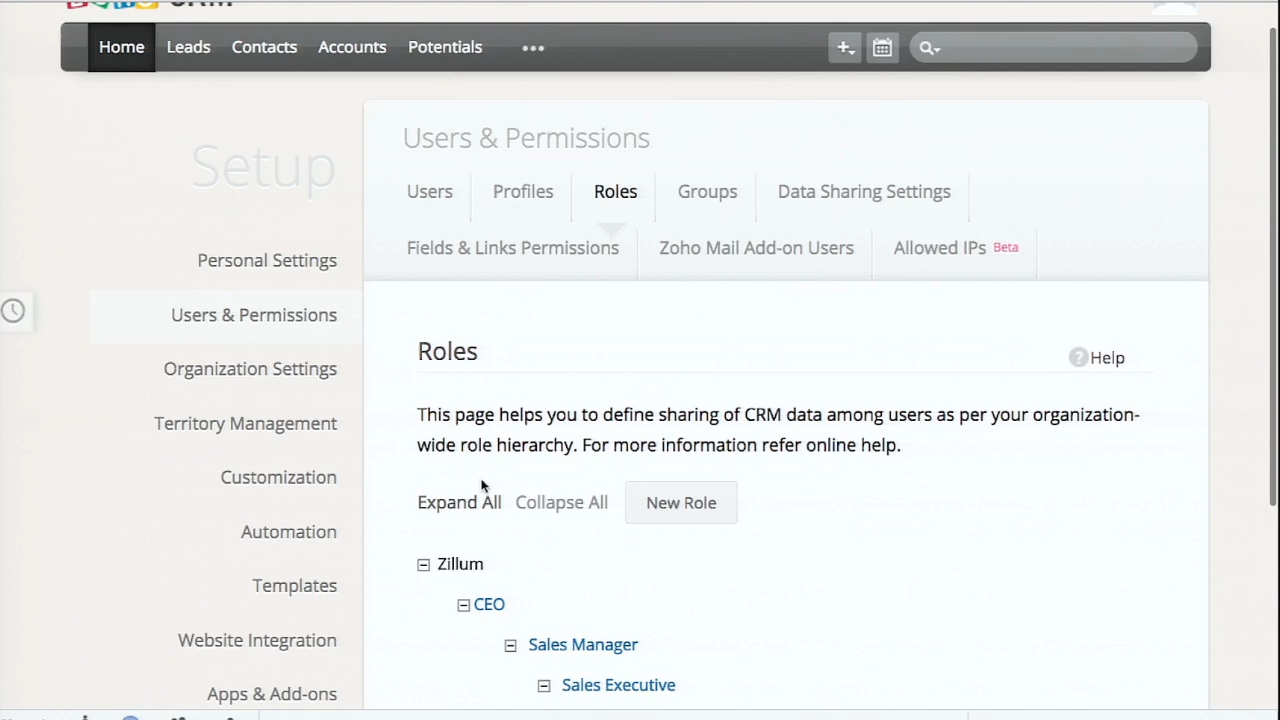 CRM
Home Leads Contacts Accounts Potentials •••
Setup
Personal Settings
Users & Permissions
Organization Settings
Territory Management
Customization
Automation
Templates
Website Integration
Apps & Add-ons
Users & Permissions
Users Profiles Roles Groups Data Sharing Settings
Fields & Links Permissions Zoho Mail Add-on Users Allowed IPs Beta
Roles
? Help
This page helps you to define sharing of CRM data among users as per your organization-
wide role hierarchy. For more information refer online help.
Expand All Collapse All New Role
Zillum
CEO
Sales Manager
Sales Executive